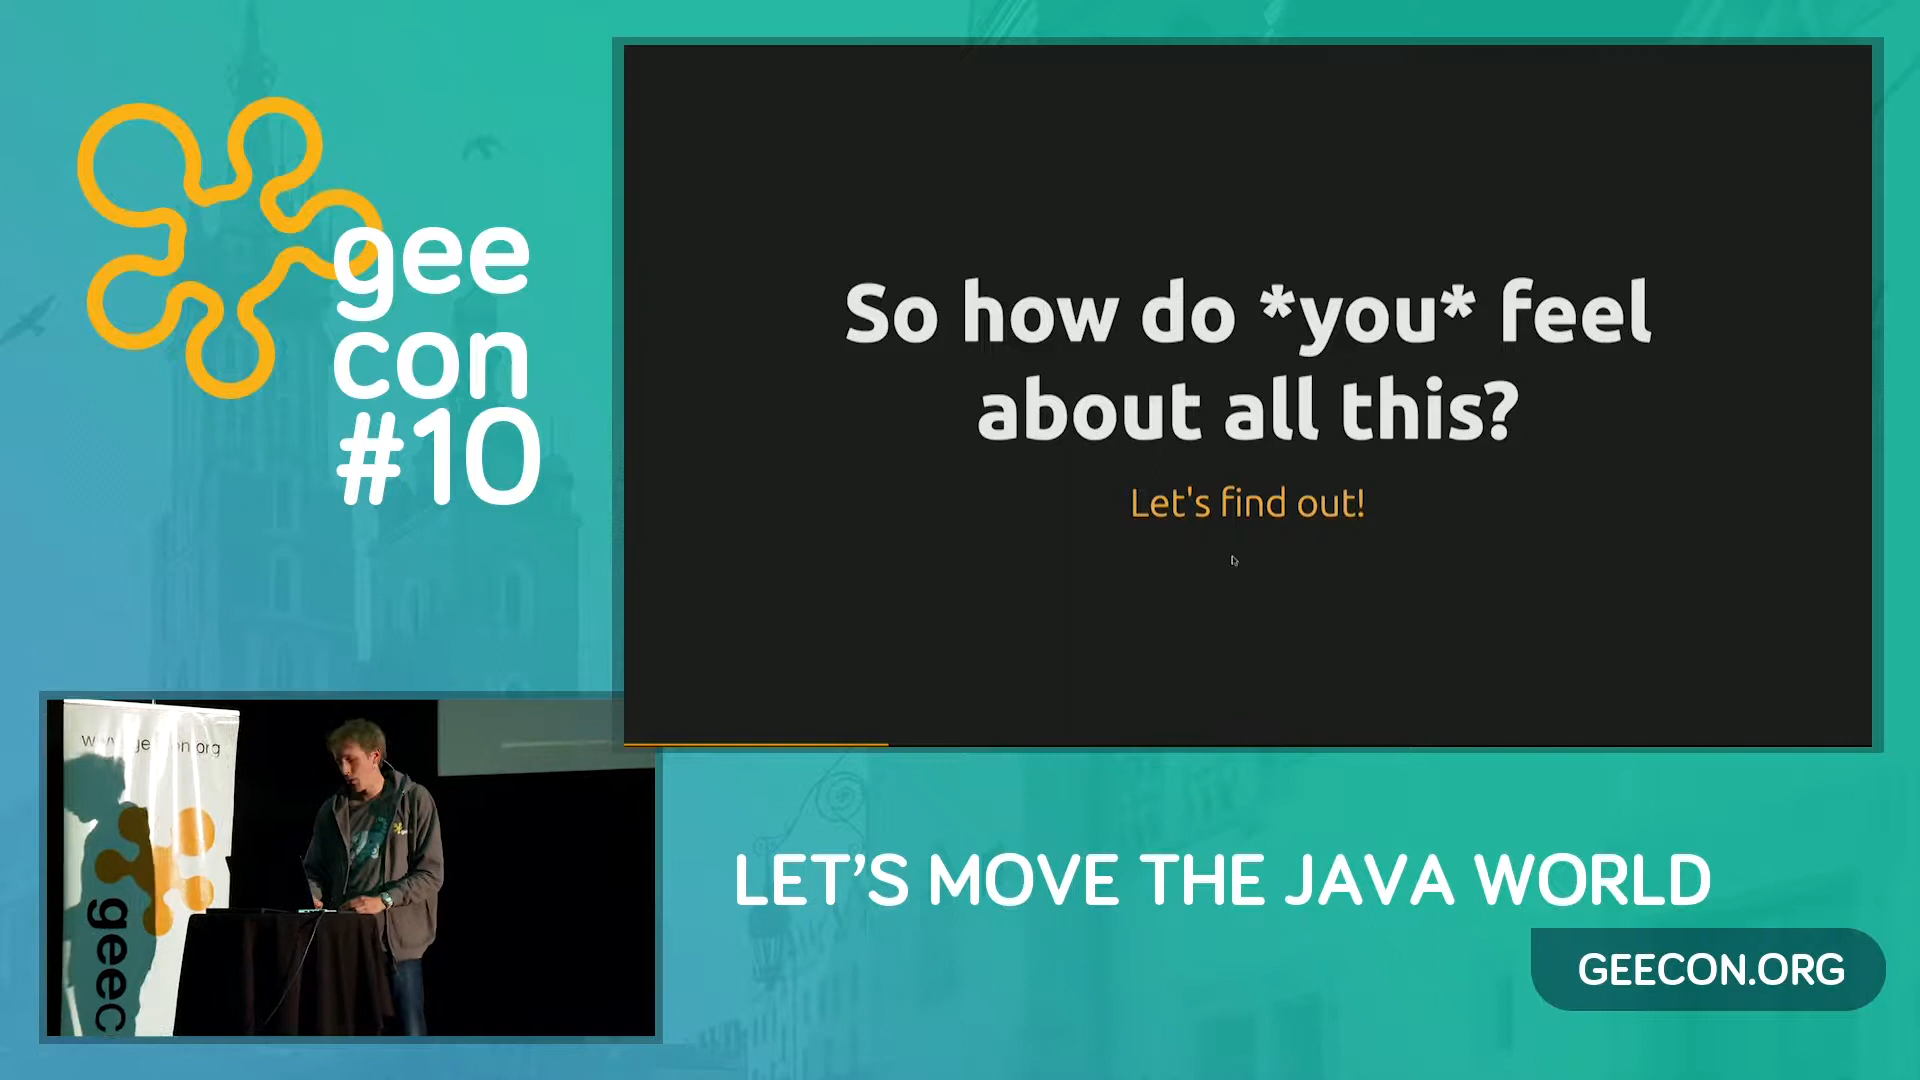 gee
con
#10
So how do *you* feel
about all this?
Let's find out!
geec
LET'S MOVE THE JAVA WORLD
GEECON.ORG